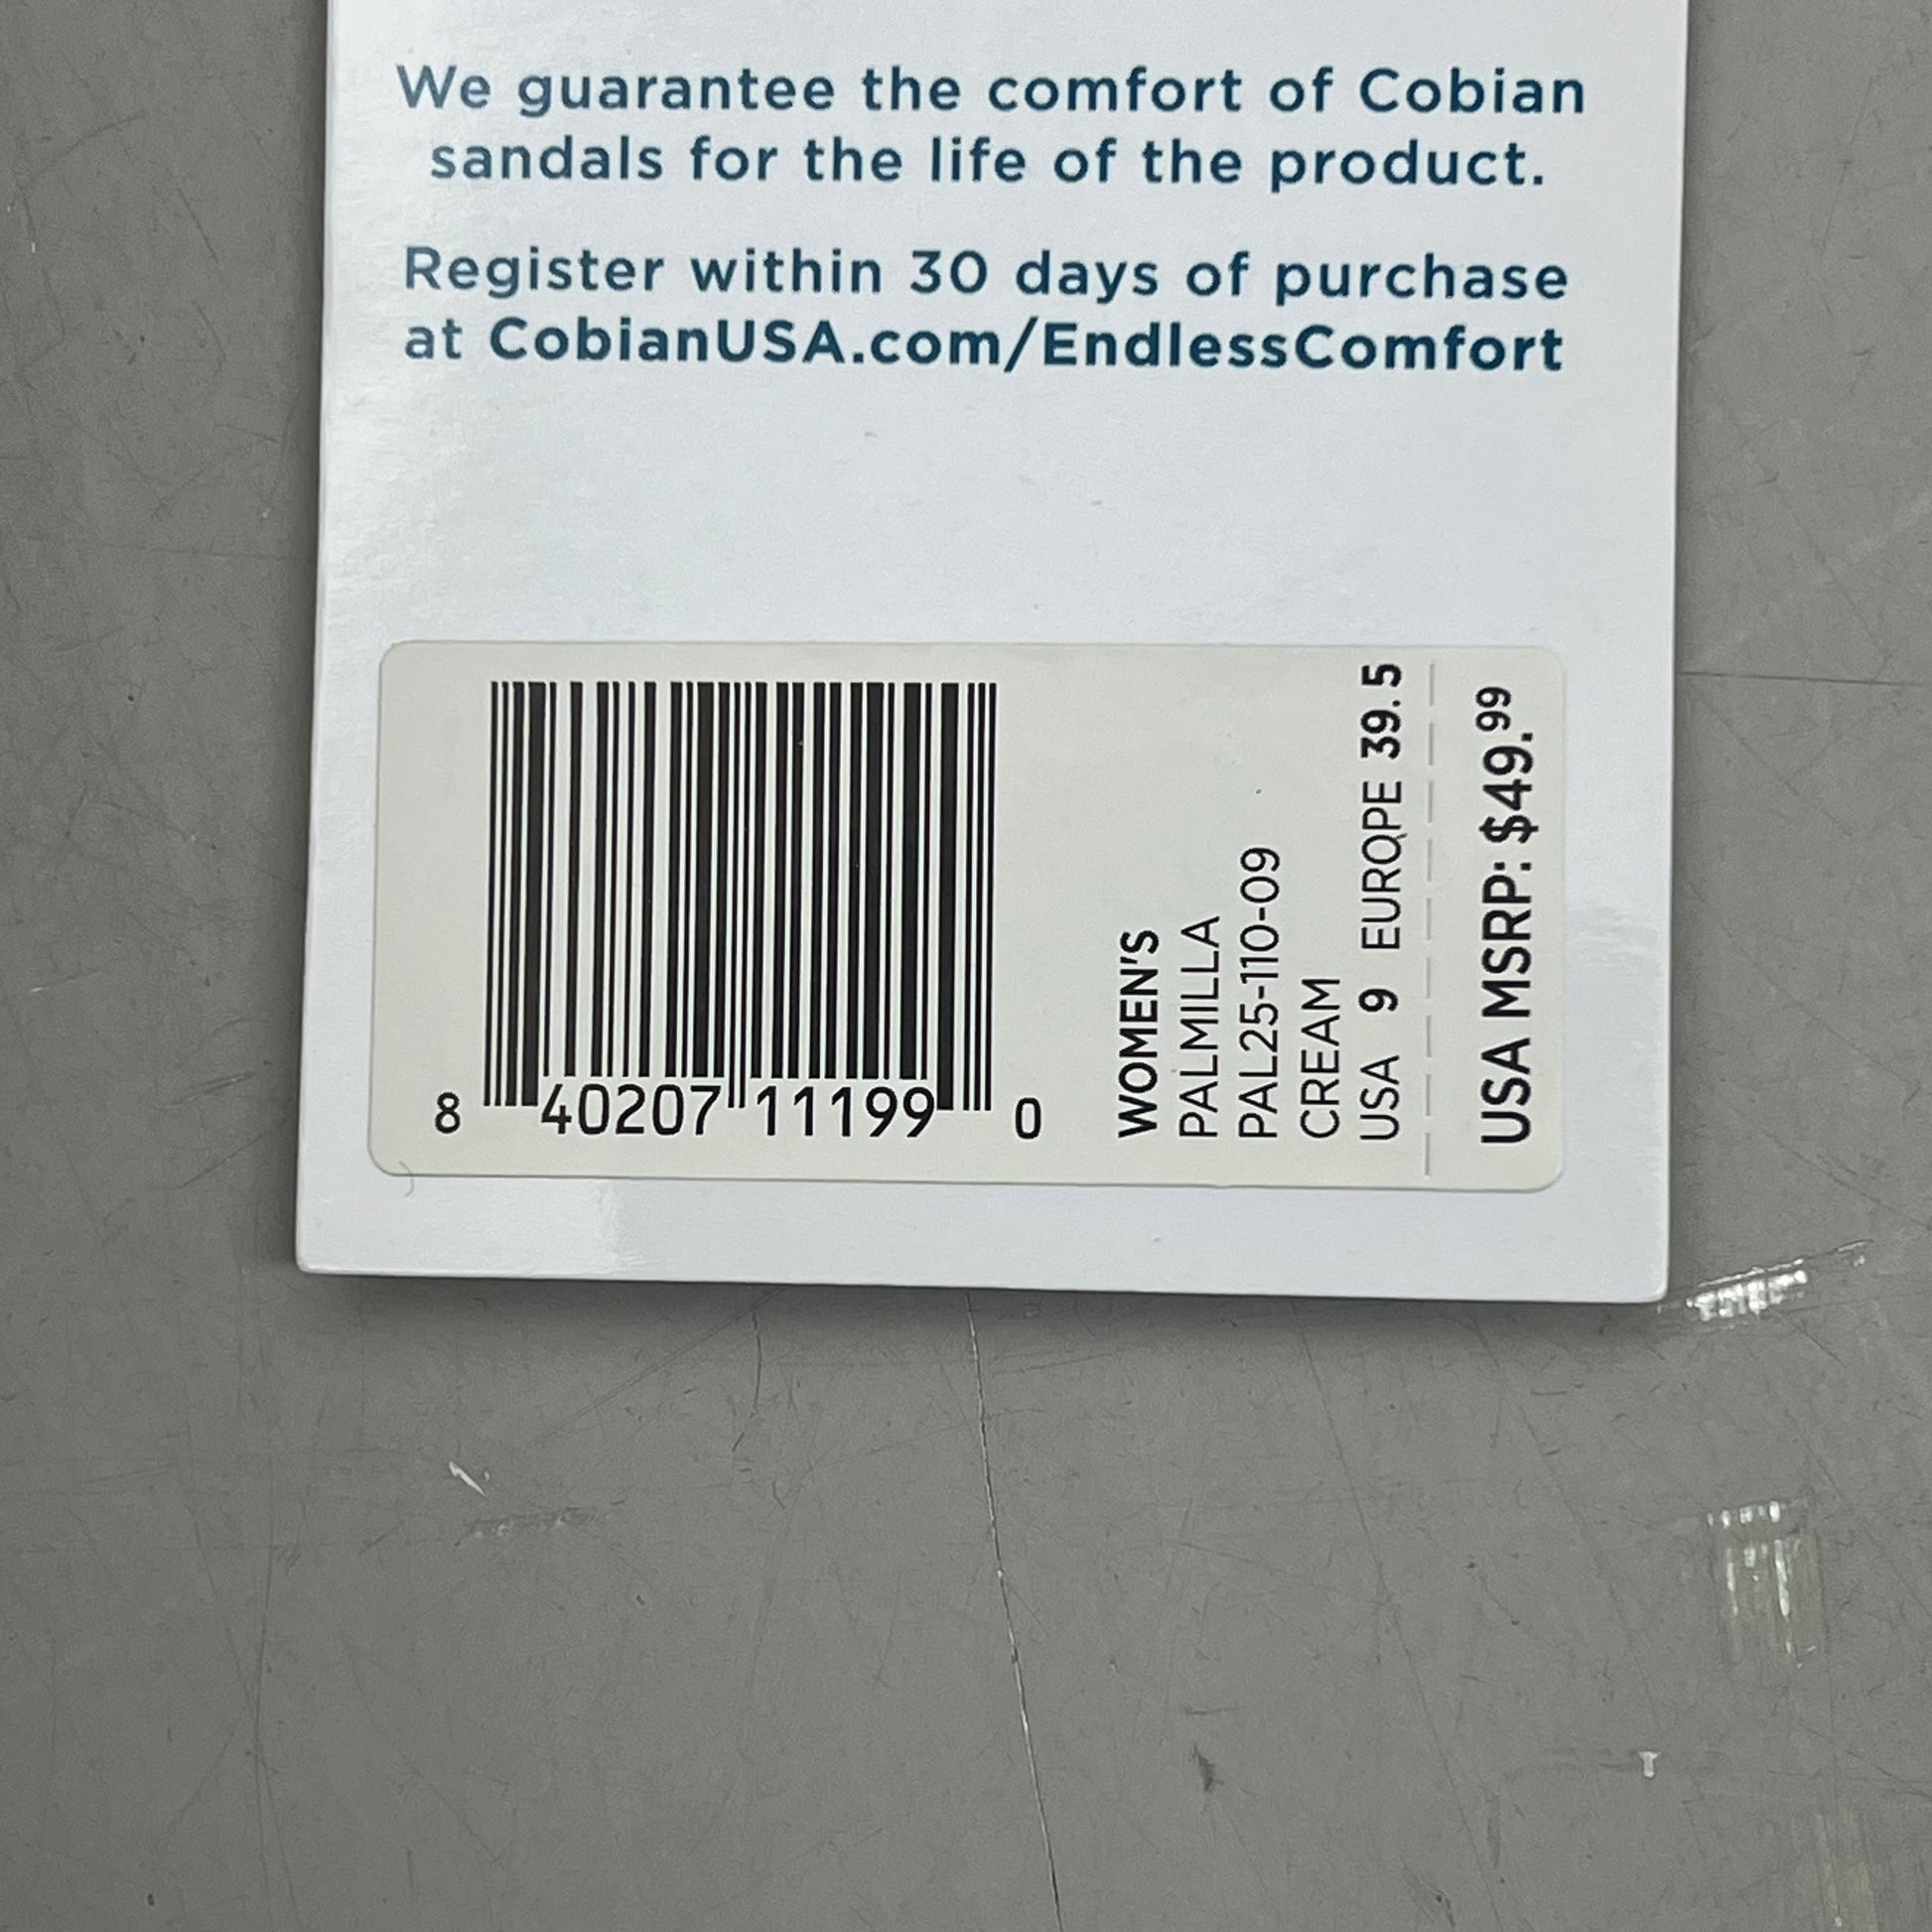 We guarantee the comfort of Cobian
sandals for the life of the product.
Register within 30 days of purchase
at CobianUSA.com/EndlessComfort
8 40207 11199 0
WOMEN'S
PALMILLA
PAL25-110-09
CREAM
USA 9 EUROPE 39.5
USA MSRP: $49.99